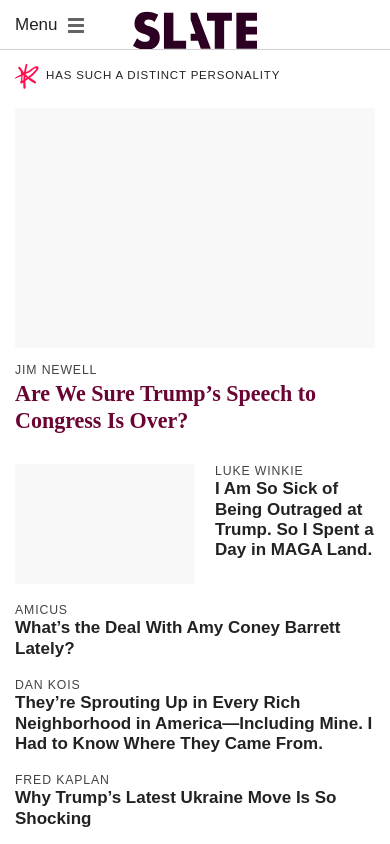 Menu
SLATE
HAS SUCH A DISTINCT PERSONALITY
JIM NEWELL
Are We Sure Trump’s Speech to
Congress Is Over?
LUKE WINKIE
I Am So Sick of
Being Outraged at
Trump. So I Spent a
Day in MAGA Land.
AMICUS
What’s the Deal With Amy Coney Barrett
Lately?
DAN KOIS
They’re Sprouting Up in Every Rich
Neighborhood in America—Including Mine. I
Had to Know Where They Came From.
FRED KAPLAN
Why Trump’s Latest Ukraine Move Is So
Shocking